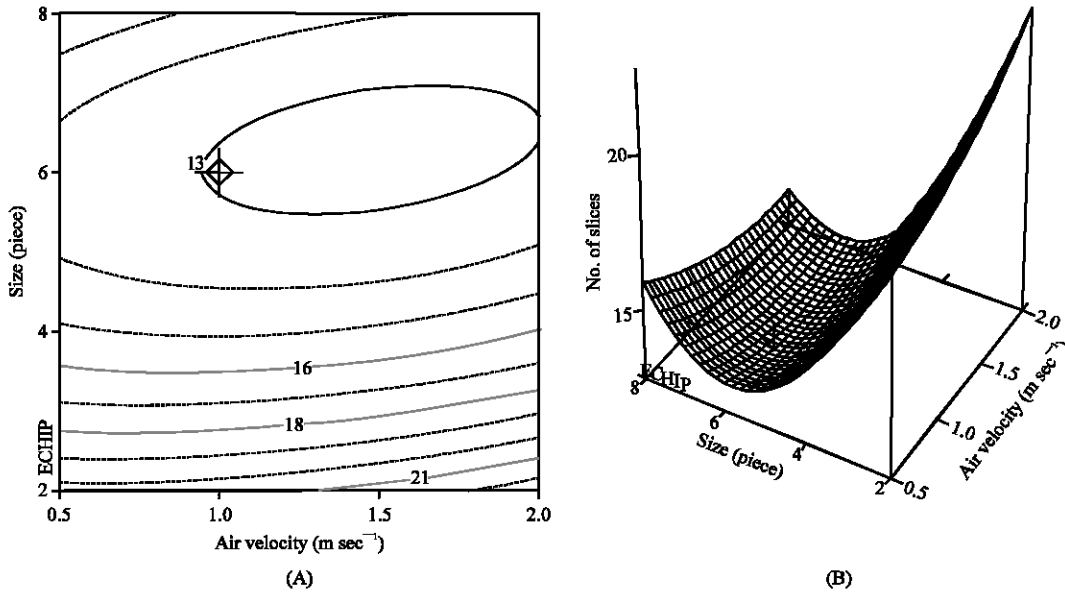 8
6
4
2
Size (piece)
ECHIP
13
16
18
21
0.5
1.0
1.5
2.0
Air velocity (m sec⁻¹)
(A)
20
15
No. of slices
ECHIP
8
6
4
2
Size (piece)
0.5
1.0
1.5
2.0
Air velocity (m sec⁻¹)
(B)